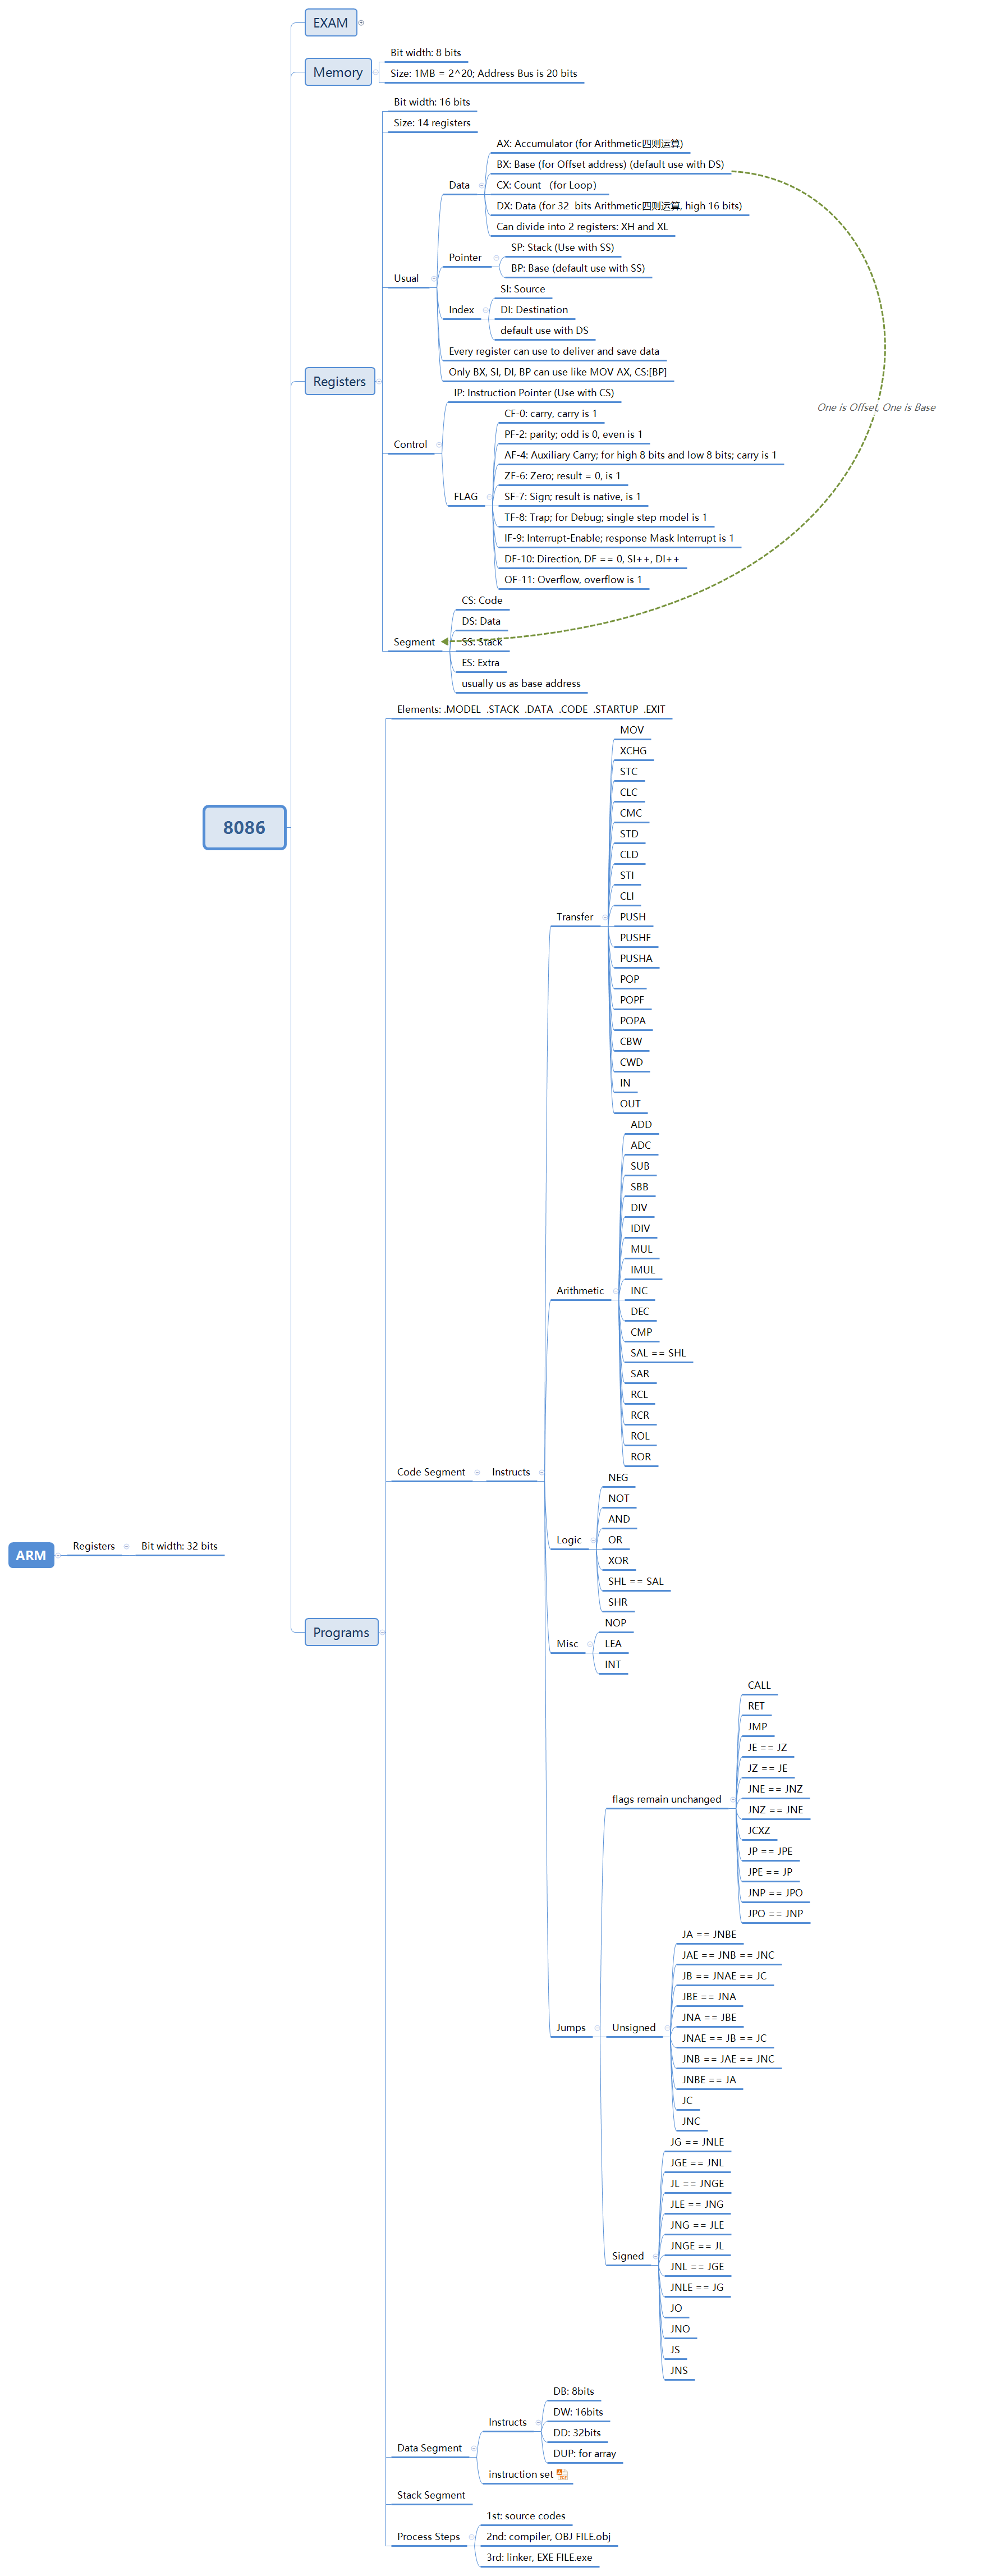 EXAM
Memory
Bit width: 8 bits
Size: 1MB = 2^20; Address Bus is 20 bits
Registers
Bit width: 16 bits
Size: 14 registers
Usual
Data
AX: Accumulator (for Arithmetic四则运算)
BX: Base (for Offset address) (default use with DS)
CX: Count （for Loop）
DX: Data (for 32 bits Arithmetic四则运算, high 16 bits)
Can divide into 2 registers: XH and XL
Pointer
SP: Stack (Use with SS)
BP: Base (default use with SS)
Index
SI: Source
DI: Destination
default use with DS
Every register can use to deliver and save data
Only BX, SI, DI, BP can use like MOV AX, CS:[BP]
One is Offset, One is Base
Control
IP: Instruction Pointer (Use with CS)
FLAG
CF-0: carry, carry is 1
PF-2: parity; odd is 0, even is 1
AF-4: Auxiliary Carry; for high 8 bits and low 8 bits; carry is 1
ZF-6: Zero; result = 0, is 1
SF-7: Sign; result is native, is 1
TF-8: Trap; for Debug; single step model is 1
IF-9: Interrupt-Enable; response Mask Interrupt is 1
DF-10: Direction, DF == 0, SI++, DI++
OF-11: Overflow, overflow is 1
Segment
CS: Code
DS: Data
SS: Stack
ES: Extra
usually us as base address
8086
Programs
Elements: .MODEL .STACK .DATA .CODE .STARTUP .EXIT
Code Segment
Instructs
Transfer
MOV
XCHG
STC
CLC
CMC
STD
CLD
STI
CLI
PUSH
PUSHF
PUSHA
POP
POPF
POPA
CBW
CWD
IN
OUT
Arithmetic
ADD
ADC
SUB
SBB
DIV
IDIV
MUL
IMUL
INC
DEC
CMP
SAL == SHL
SAR
RCL
RCR
ROL
ROR
Logic
NEG
NOT
AND
OR
XOR
SHL == SAL
SHR
Misc
NOP
LEA
INT
Jumps
flags remain unchanged
CALL
RET
JMP
JE == JZ
JZ == JE
JNE == JNZ
JNZ == JNE
JCXZ
JP == JPE
JPE == JP
JNP == JPO
JPO == JNP
Unsigned
JA == JNBE
JAE == JNB == JNC
JB == JNAE == JC
JBE == JNA
JNA == JBE
JNAE == JB == JC
JNB == JAE == JNC
JNBE == JA
JC
JNC
Signed
JG == JNLE
JGE == JNL
JL == JNGE
JLE == JNG
JNG == JLE
JNGE == JL
JNL == JGE
JNLE == JG
JO
JNO
JS
JNS
Data Segment
Instructs
DB: 8bits
DW: 16bits
DD: 32bits
DUP: for array
instruction set
Stack Segment
Process Steps
1st: source codes
2nd: compiler, OBJ FILE.obj
3rd: linker, EXE FILE.exe
ARM
Registers
Bit width: 32 bits